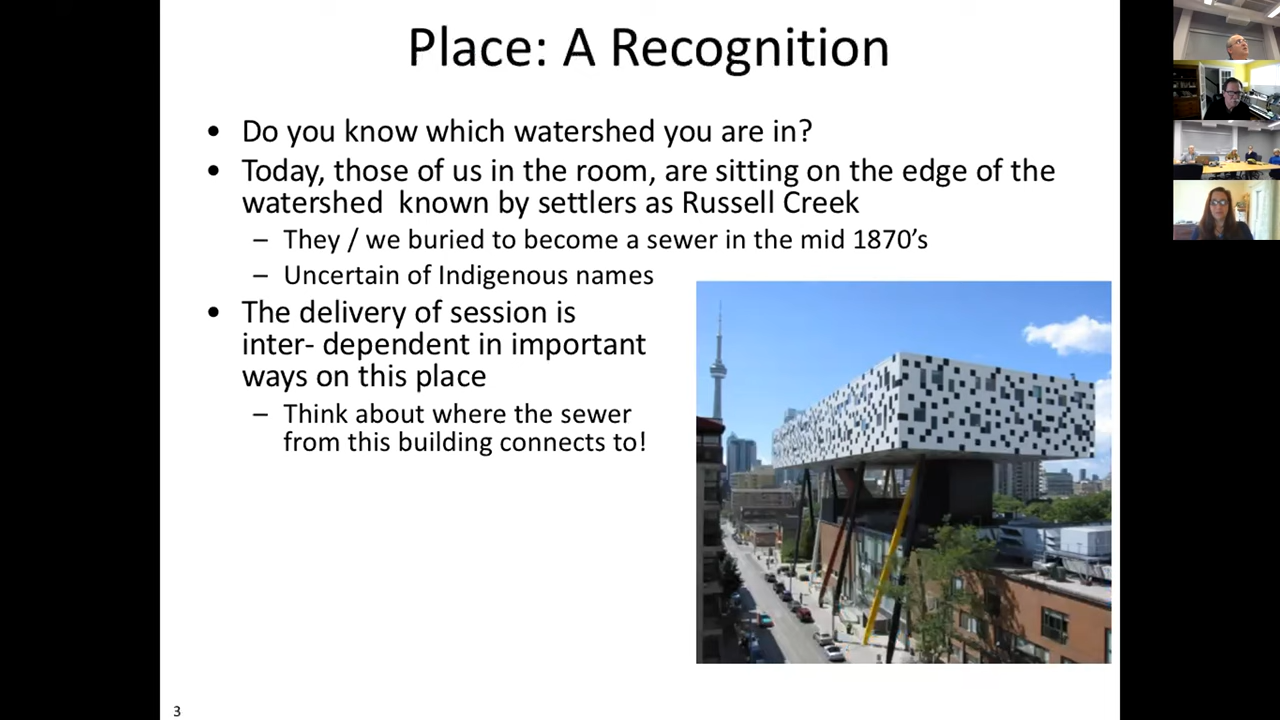 Place: A Recognition
• Do you know which watershed you are in?
• Today, those of us in the room, are sitting on the edge of the
watershed known by settlers as Russell Creek
– They / we buried to become a sewer in the mid 1870’s
– Uncertain of Indigenous names
• The delivery of session is
inter- dependent in important
ways on this place
– Think about where the sewer
from this building connects to!
3